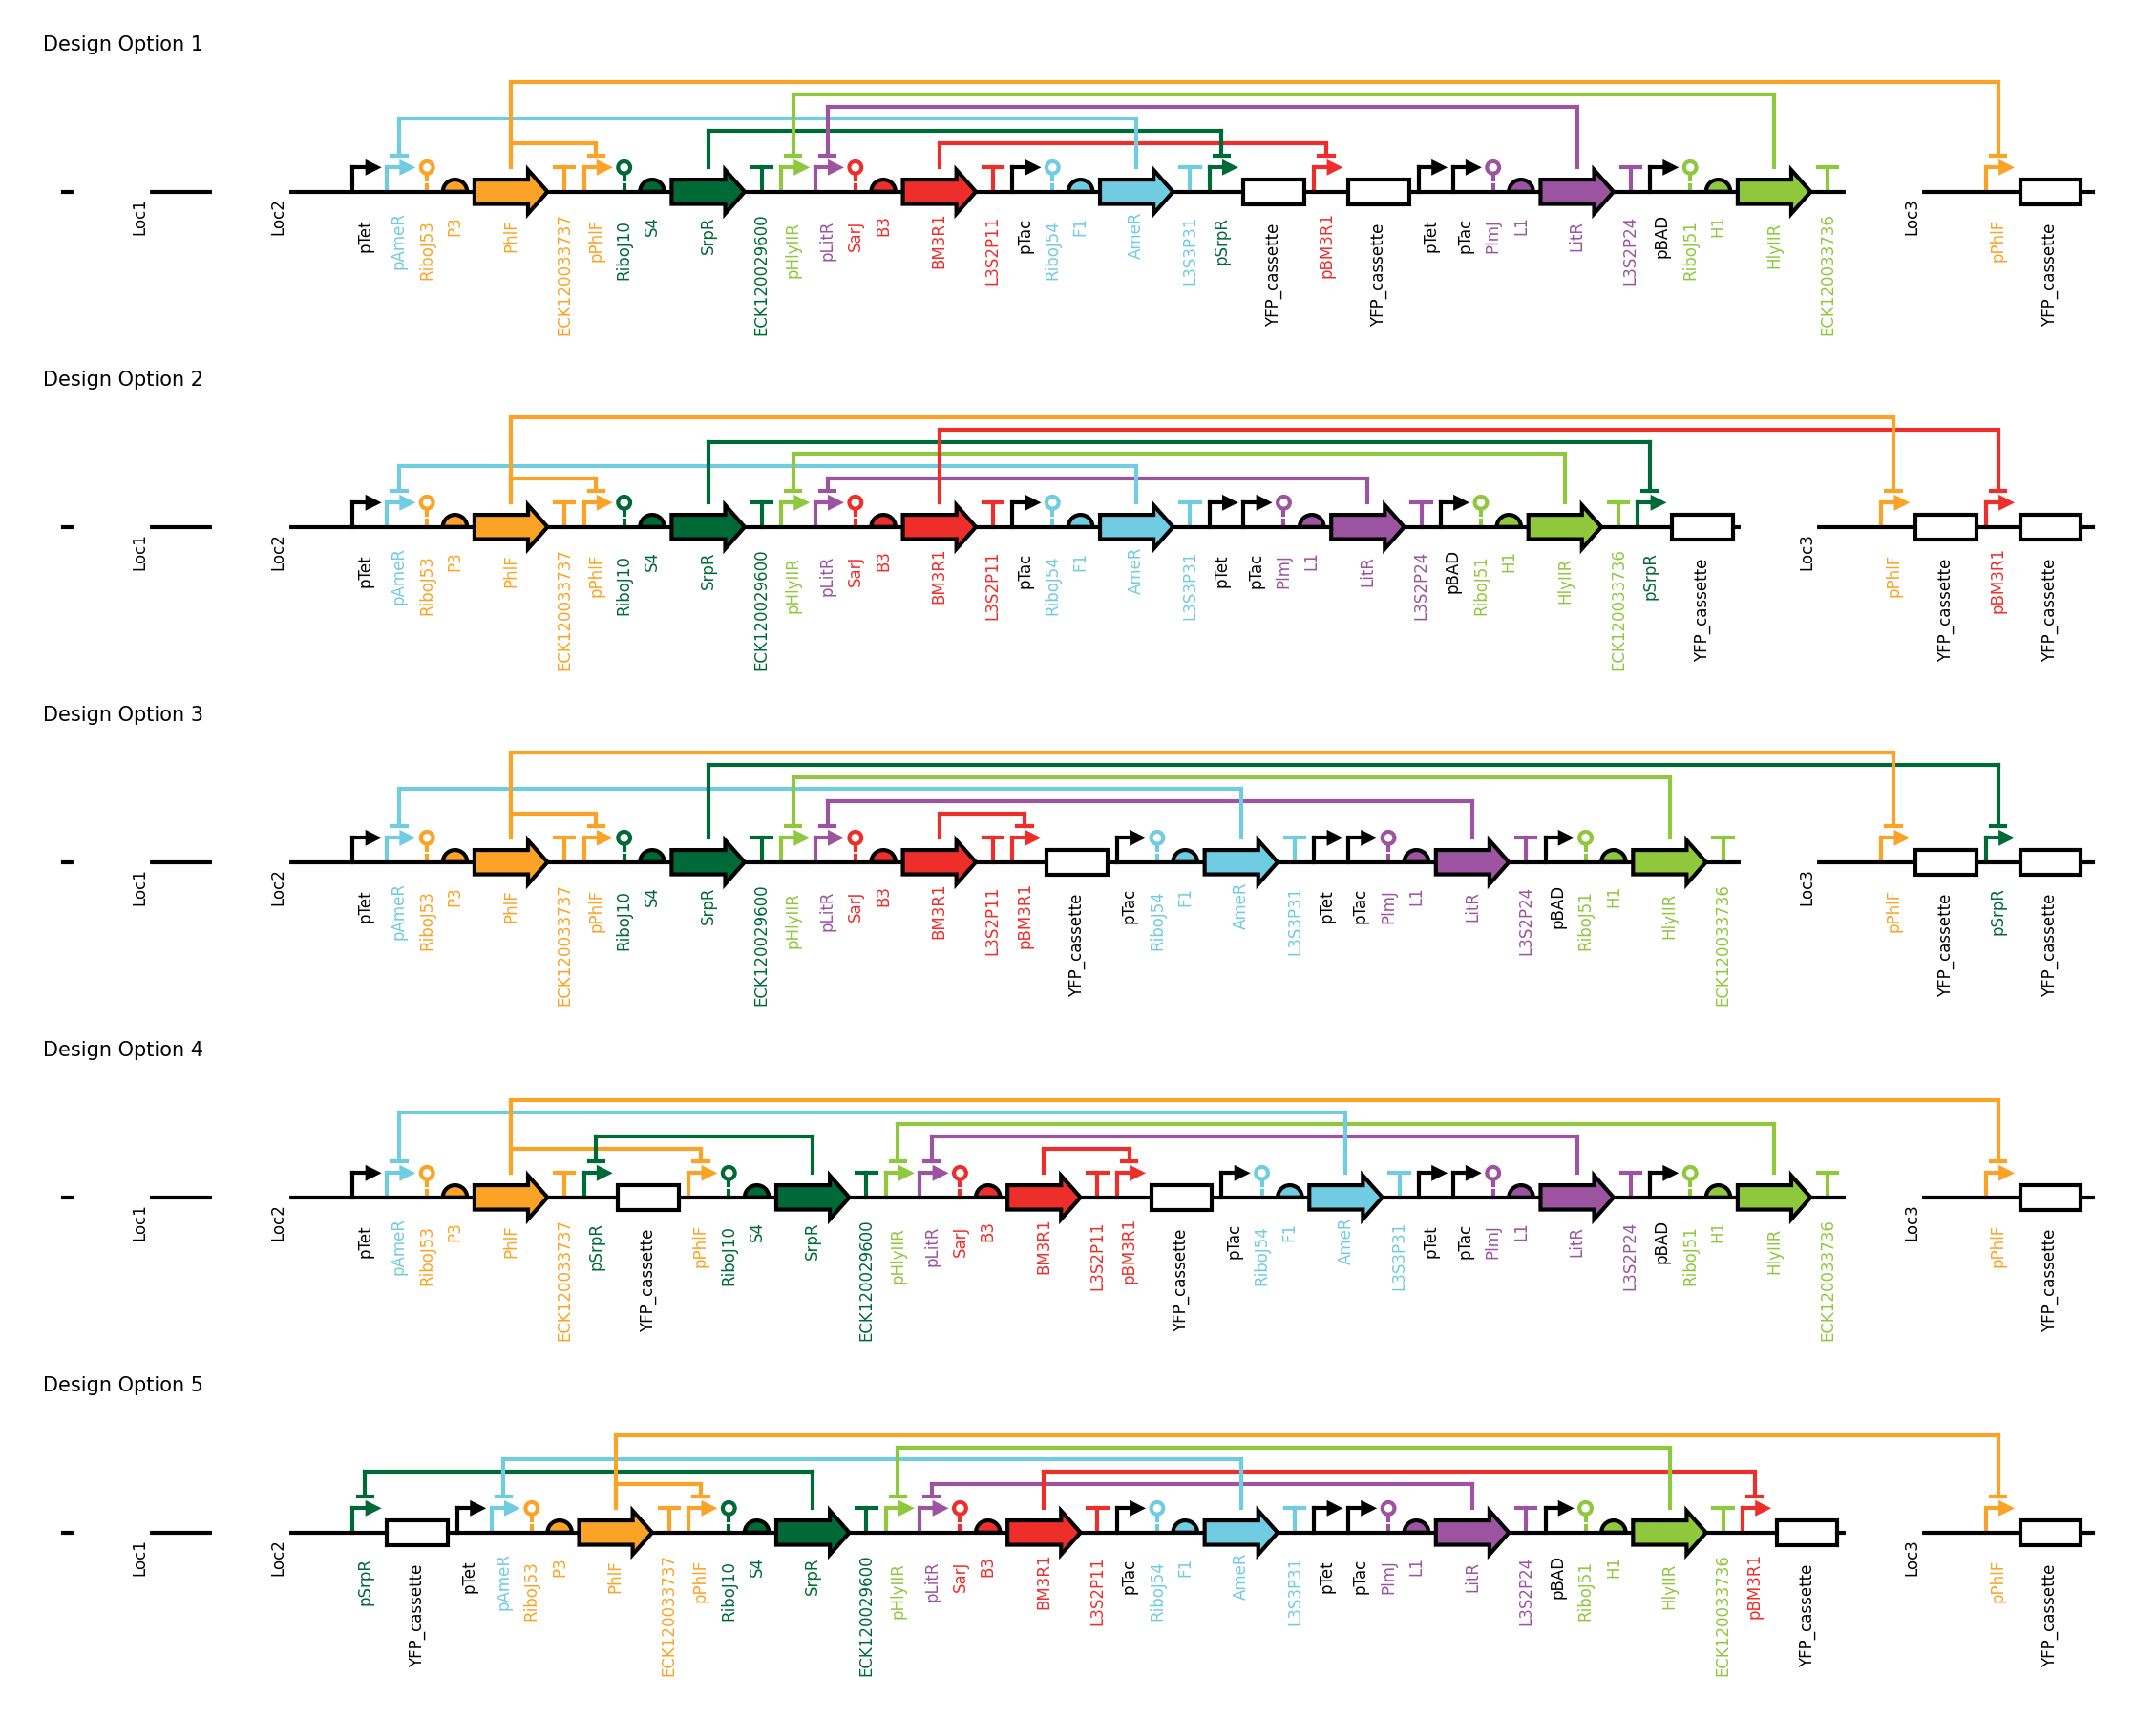 Design Option 1
Loc1
Loc2
pTet
pAmeR
RiboJ53
P3
PhlF
ECK120033737
pPhlF
RiboJ10
S4
SrpR
ECK120029600
pHlyIIR
pLitR
SarJ
B3
BM3R1
L3S2P11
pTac
RiboJ54
F1
AmeR
L3S3P31
pSrpR
YFP_cassette
pBM3R1
YFP_cassette
pTet
pTac
PlmJ
L1
LitR
L3S2P24
pBAD
RiboJ51
H1
HlyIIR
ECK120033736
Loc3
pPhlF
YFP_cassette
Design Option 2
Loc1
Loc2
pTet
pAmeR
RiboJ53
P3
PhlF
ECK120033737
pPhlF
RiboJ10
S4
SrpR
ECK120029600
pHlyIIR
pLitR
SarJ
B3
BM3R1
L3S2P11
pTac
RiboJ54
F1
AmeR
L3S3P31
pTet
pTac
PlmJ
L1
LitR
L3S2P24
pBAD
RiboJ51
H1
HlyIIR
ECK120033736
pSrpR
YFP_cassette
Loc3
pPhlF
YFP_cassette
pBM3R1
YFP_cassette
Design Option 3
Loc1
Loc2
pTet
pAmeR
RiboJ53
P3
PhlF
ECK120033737
pPhlF
RiboJ10
S4
SrpR
ECK120029600
pHlyIIR
pLitR
SarJ
B3
BM3R1
L3S2P11
pBM3R1
YFP_cassette
pTac
RiboJ54
F1
AmeR
L3S3P31
pTet
pTac
PlmJ
L1
LitR
L3S2P24
pBAD
RiboJ51
H1
HlyIIR
ECK120033736
Loc3
pPhlF
YFP_cassette
pSrpR
YFP_cassette
Design Option 4
Loc1
Loc2
pTet
pAmeR
RiboJ53
P3
PhlF
ECK120033737
pSrpR
YFP_cassette
pPhlF
RiboJ10
S4
SrpR
ECK120029600
pHlyIIR
pLitR
SarJ
B3
BM3R1
L3S2P11
pBM3R1
YFP_cassette
pTac
RiboJ54
F1
AmeR
L3S3P31
pTet
pTac
PlmJ
L1
LitR
L3S2P24
pBAD
RiboJ51
H1
HlyIIR
ECK120033736
Loc3
pPhlF
YFP_cassette
Design Option 5
Loc1
Loc2
pSrpR
YFP_cassette
pTet
pAmeR
RiboJ53
P3
PhlF
ECK120033737
pPhlF
RiboJ10
S4
SrpR
ECK120029600
pHlyIIR
pLitR
SarJ
B3
BM3R1
L3S2P11
pTac
RiboJ54
F1
AmeR
L3S3P31
pTet
pTac
PlmJ
L1
LitR
L3S2P24
pBAD
RiboJ51
H1
HlyIIR
ECK120033736
pBM3R1
YFP_cassette
Loc3
pPhlF
YFP_cassette